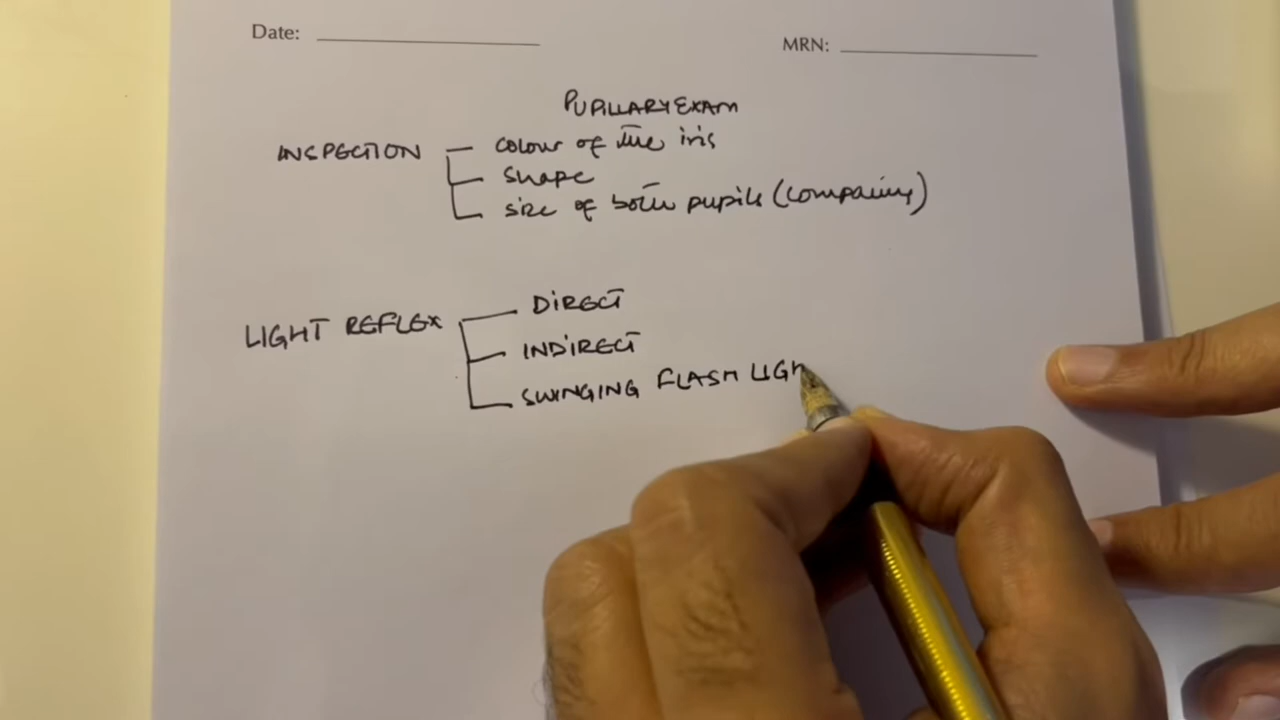 Date: MRN:
PUPILLARY EXAM
INSPECTION colour of the iris
shape
size of both pupils (comparing)
LIGHT REFLEX DIRECT
INDIRECT
SWINGING FLASH LIGH